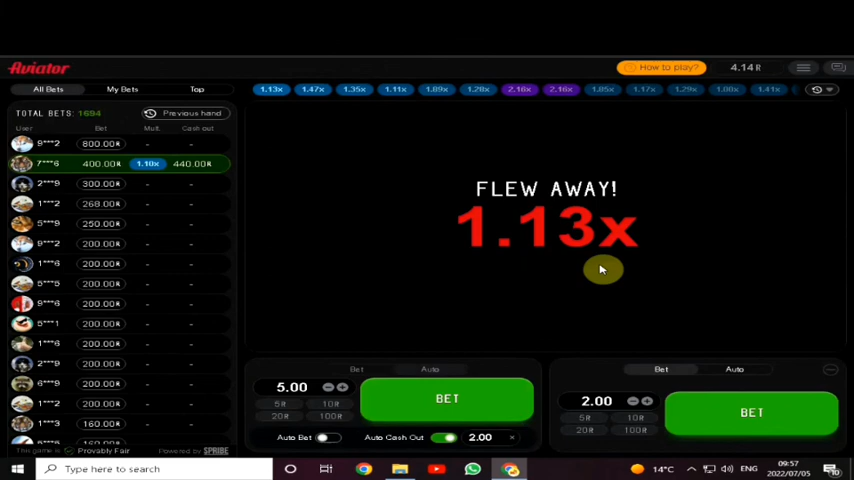 Aviator
How to play?
4.14 R
All Bets
My Bets
Top
1.13x
1.47x
1.35x
1.11x
1.89x
1.28x
2.16x
2.16x
1.85x
1.17x
1.29x
1.41x
TOTAL BETS: 1694
Previous hand
User
Bet
Mult.
Cash out
9***2 800.00R - -
7***6 400.00R 1.10x 440.00R
2***9 300.00R - -
1***2 268.00R - -
5***9 250.00R - -
9***2 200.00R - -
1***6 200.00R - -
5***5 200.00R - -
9***6 200.00R - -
5***1 200.00R - -
1***6 200.00R - -
2***9 200.00R - -
6***9 200.00R - -
1***2 200.00R - -
1***3 160.00R - -
FLEW AWAY!
1.13x
Bet
Auto
5.00
5R
10R
20R
100R
BET
Auto Bet
Auto Cash Out
2.00
×
Bet
Auto
2.00
5R
10R
20R
100R
BET
This game is Provably Fair
Powered by SPRIBE
Type here to search
14°C
ENG
09:57
2022/07/05